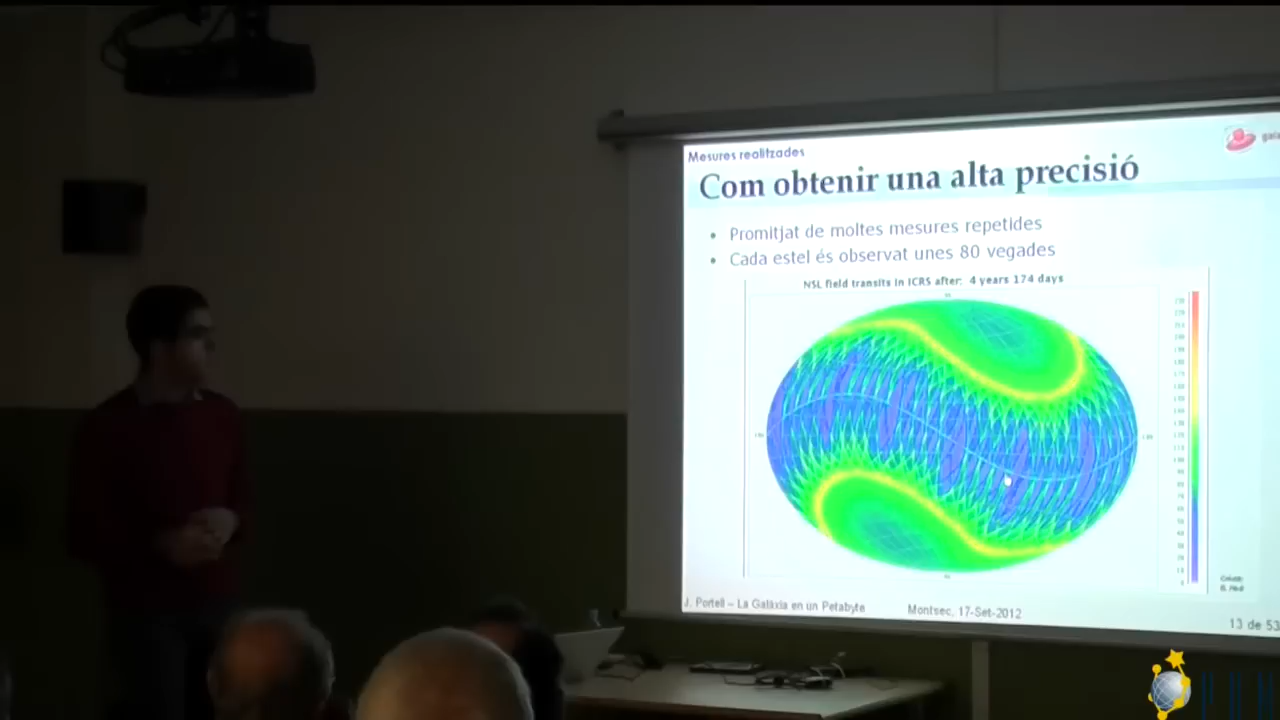 Mesures realitzades
gaia
Com obtenir una alta precisió
• Promitjat de moltes mesures repetides
• Cada estel és observat unes 80 vegades
NSL field transits in ICRS after: 4 years 174 days
J. Portell – La Galàxia en un Petabyte
Montsec, 17-Set-2012
13 de 53